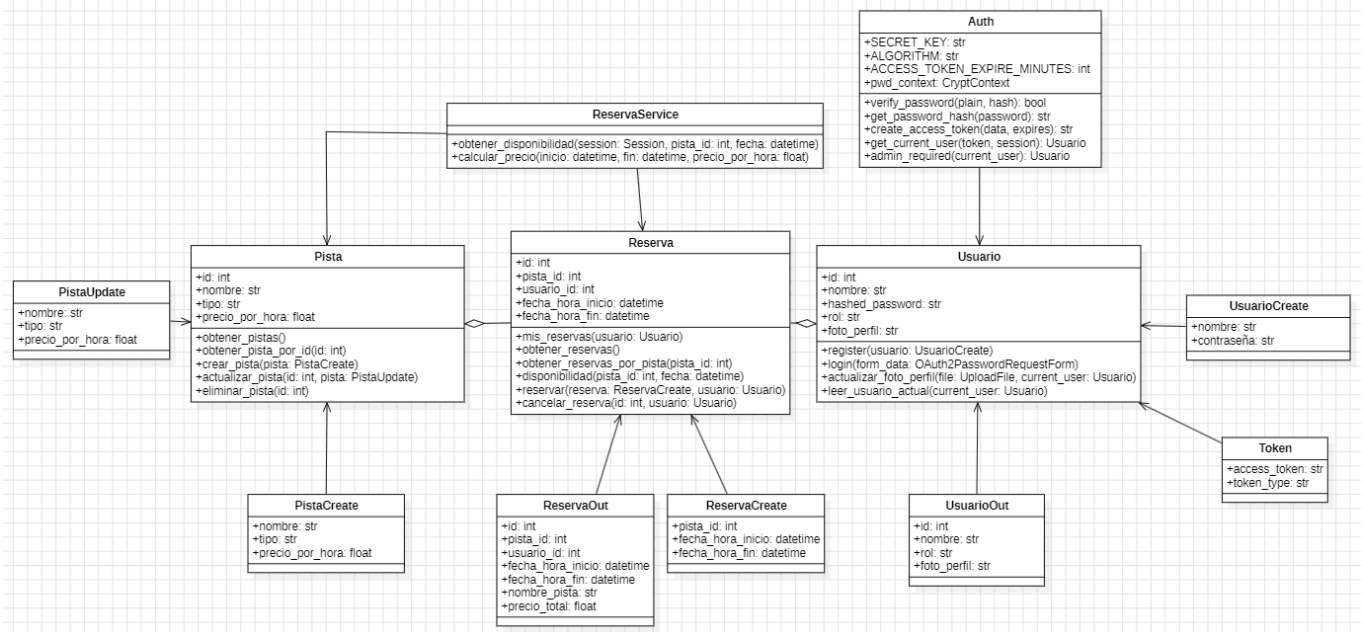 Auth
+SECRET_KEY: str
+ALGORITHM: str
+ACCESS_TOKEN_EXPIRE_MINUTES: int
+pwd_context: CryptContext
+verify_password(plain, hash): bool
+get_password_hash(password): str
+create_access_token(data, expires): str
+get_current_user(token, session): Usuario
+admin_required(current_user): Usuario
ReservaService
+obtener_disponibilidad(session: Session, pista_id: int, fecha: datetime)
+calcular_precio(inicio: datetime, fin: datetime, precio_por_hora: float)
PistaUpdate
+nombre: str
+tipo: str
+precio_por_hora: float
Pista
+id: int
+nombre: str
+tipo: str
+precio_por_hora: float
+obtener_pistas()
+obtener_pista_por_id(id: int)
+crear_pista(pista: PistaCreate)
+actualizar_pista(id: int, pista: PistaUpdate)
+eliminar_pista(id: int)
Reserva
+id: int
+pista_id: int
+usuario_id: int
+fecha_hora_inicio: datetime
+fecha_hora_fin: datetime
+mis_reservas(usuario: Usuario)
+obtener_reservas()
+obtener_reservas_por_pista(pista_id: int)
+disponibilidad(pista_id: int, fecha: datetime)
+reservar(reserva: ReservaCreate, usuario: Usuario)
+cancelar_reserva(id: int, usuario: Usuario)
Usuario
+id: int
+nombre: str
+hashed_password: str
+rol: str
+foto_perfil: str
+register(usuario: UsuarioCreate)
+login(form_data: OAuth2PasswordRequestForm)
+actualizar_foto_perfil(file: UploadFile, current_user: Usuario)
+leer_usuario_actual(current_user: Usuario)
UsuarioCreate
+nombre: str
+contraseña: str
Token
+access_token: str
+token_type: str
PistaCreate
+nombre: str
+tipo: str
+precio_por_hora: float
ReservaOut
+id: int
+pista_id: int
+usuario_id: int
+fecha_hora_inicio: datetime
+fecha_hora_fin: datetime
+nombre_pista: str
+precio_total: float
ReservaCreate
+pista_id: int
+fecha_hora_inicio: datetime
+fecha_hora_fin: datetime
UsuarioOut
+id: int
+nombre: str
+rol: str
+foto_perfil: str